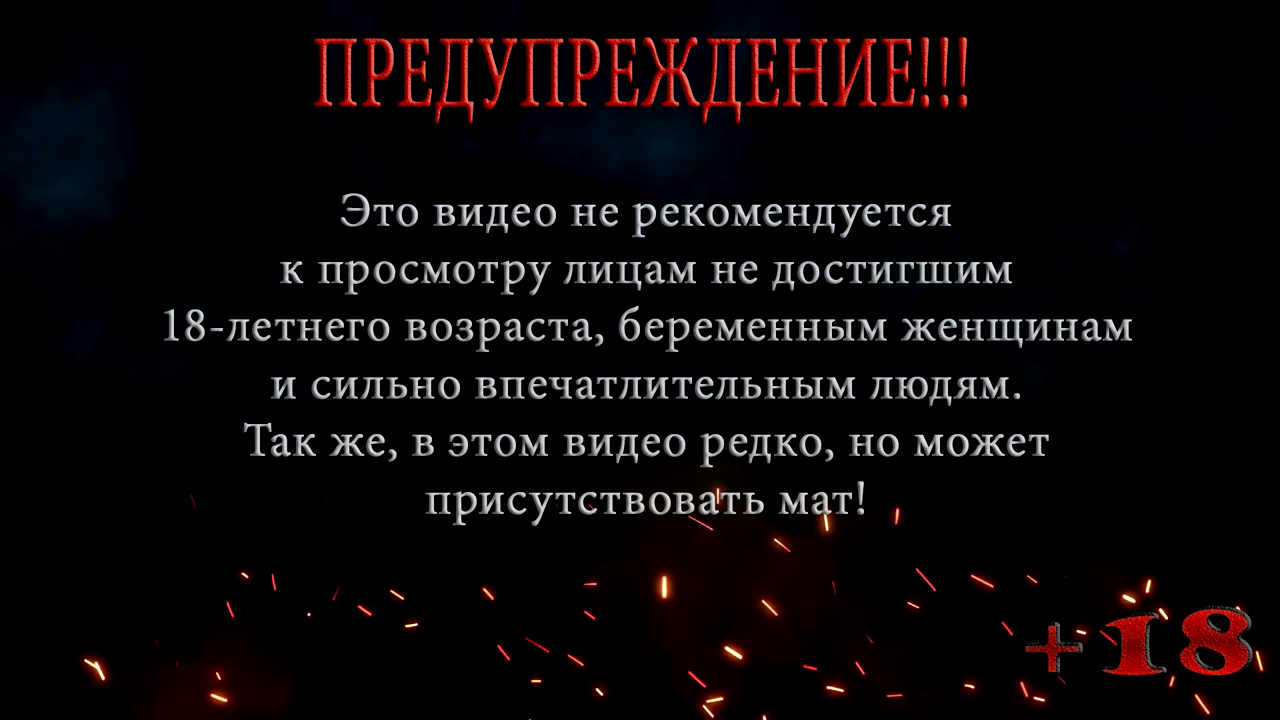 ПРЕДУПРЕЖДЕНИЕ!!!
Это видео не рекомендуется
к просмотру лицам не достигшим
18-летнего возраста, беременным женщинам
и сильно впечатлительным людям.
Так же, в этом видео редко, но может
присутствовать мат!
+18